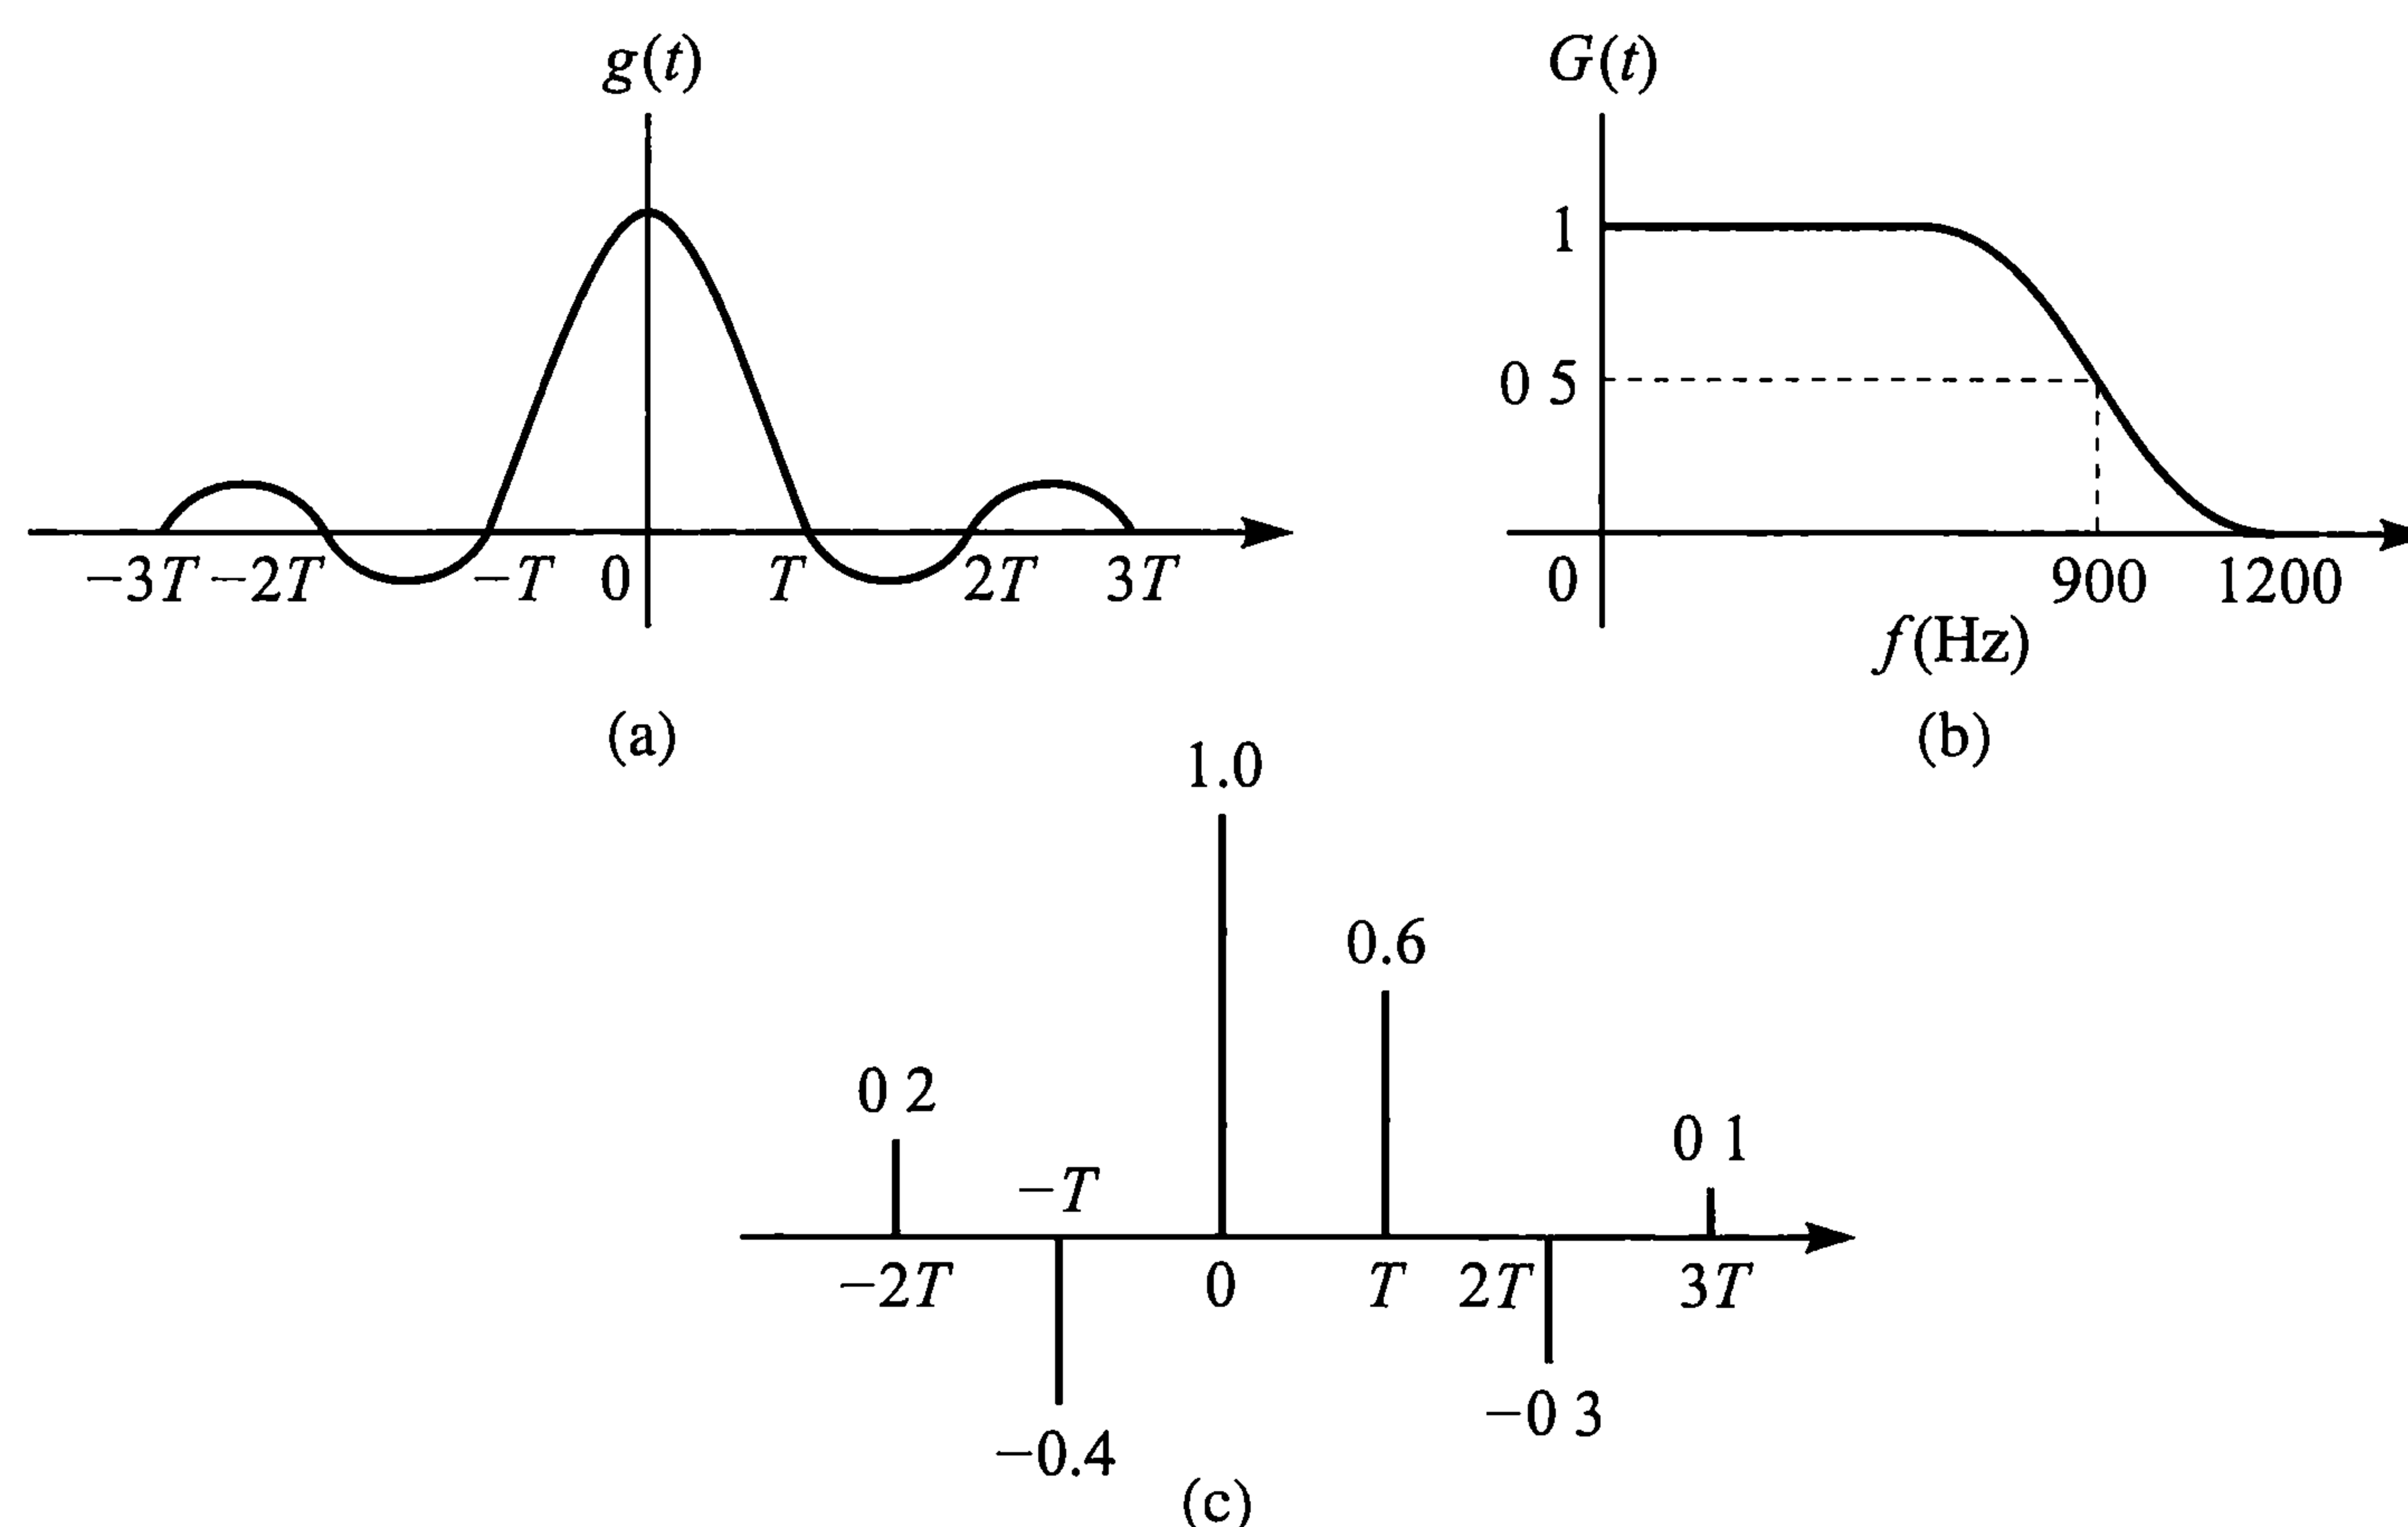 g(t)
-3T -2T -T 0 T 2T 3T
(a)
G(t)
1
0 5
0 900 1200
f(Hz)
(b)
1.0
0.6
0 2
0 1
-T
-2T 0 T 2T 3T
-0 3
-0.4
(c)